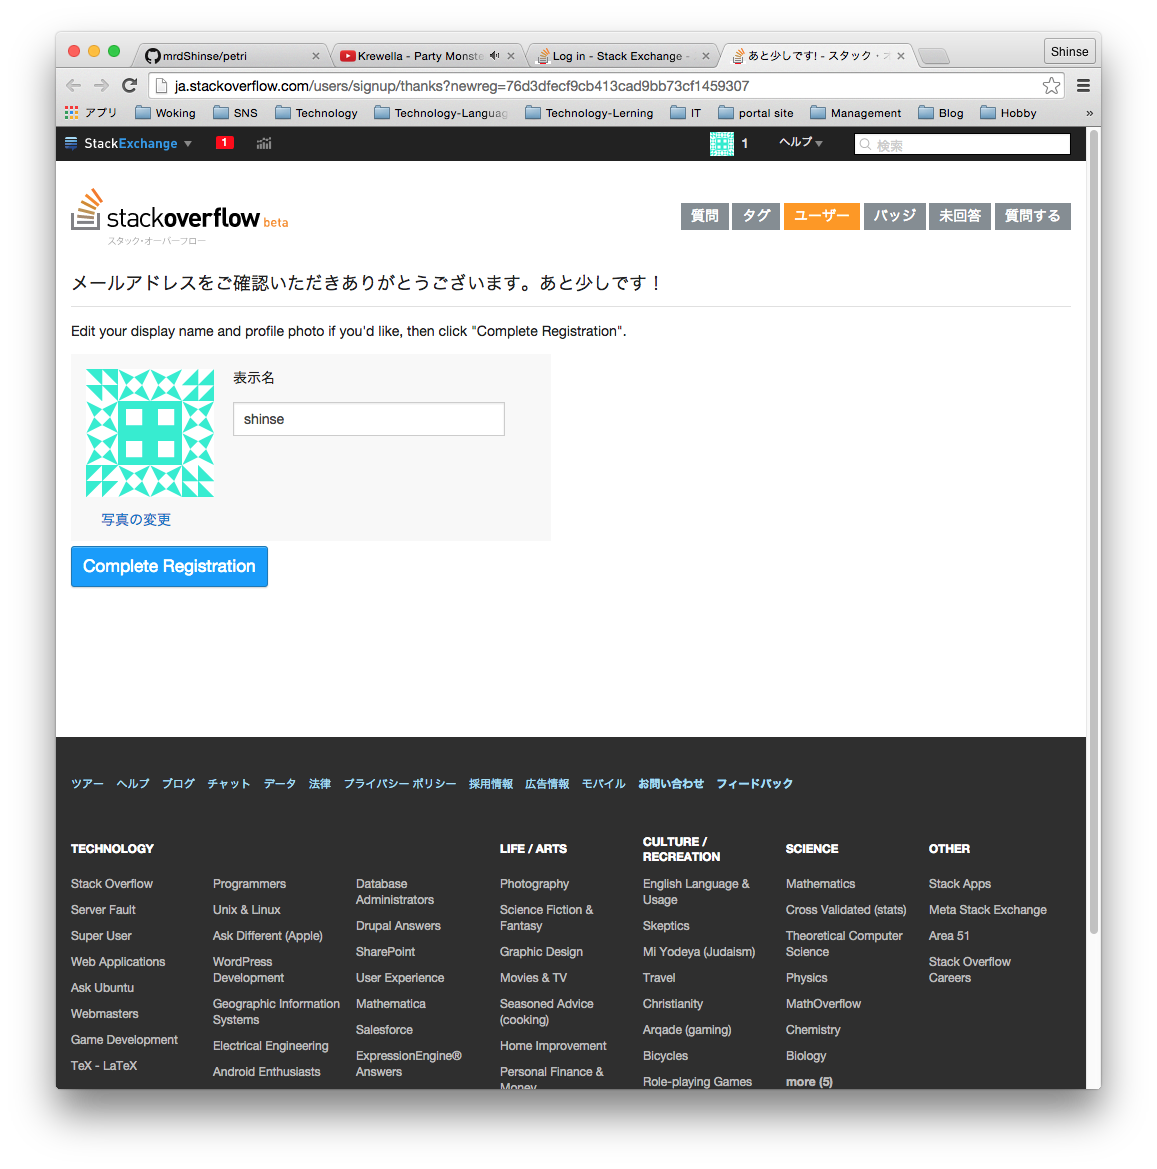 mrdShinse/petri
Krewella - Party Monste
Log in - Stack Exchange -
あと少しです! - スタック・ス
Shinse
ja.stackoverflow.com/users/signup/thanks?newreg=76d3dfecf9cb413cad9bb73cf1459307
アプリ Woking SNS Technology Technology-Languag Technology-Lerning IT portal site Management Blog Hobby »
StackExchange 1 1 ヘルプ 検索
stackoverflow beta
スタック・オーバーフロー
質問 タグ ユーザー バッジ 未回答 質問する
メールアドレスをご確認いただきありがとうございます。あと少しです！
Edit your display name and profile photo if you'd like, then click "Complete Registration".
表示名
shinse
写真の変更
Complete Registration
ツアー ヘルプ ブログ チャット データ 法律 プライバシー ポリシー 採用情報 広告情報 モバイル お問い合わせ フィードバック
TECHNOLOGY
Stack Overflow
Server Fault
Super User
Web Applications
Ask Ubuntu
Webmasters
Game Development
TeX - LaTeX
Programmers
Unix & Linux
Ask Different (Apple)
WordPress
Development
Geographic Information
Systems
Electrical Engineering
Android Enthusiasts
Database
Administrators
Drupal Answers
SharePoint
User Experience
Mathematica
Salesforce
ExpressionEngine®
Answers
LIFE / ARTS
Photography
Science Fiction &
Fantasy
Graphic Design
Movies & TV
Seasoned Advice
(cooking)
Home Improvement
Personal Finance &
Money
CULTURE /
RECREATION
English Language &
Usage
Skeptics
Mi Yodeya (Judaism)
Travel
Christianity
Arqade (gaming)
Bicycles
Role-playing Games
SCIENCE
Mathematics
Cross Validated (stats)
Theoretical Computer
Science
Physics
MathOverflow
Chemistry
Biology
more (5)
OTHER
Stack Apps
Meta Stack Exchange
Area 51
Stack Overflow
Careers